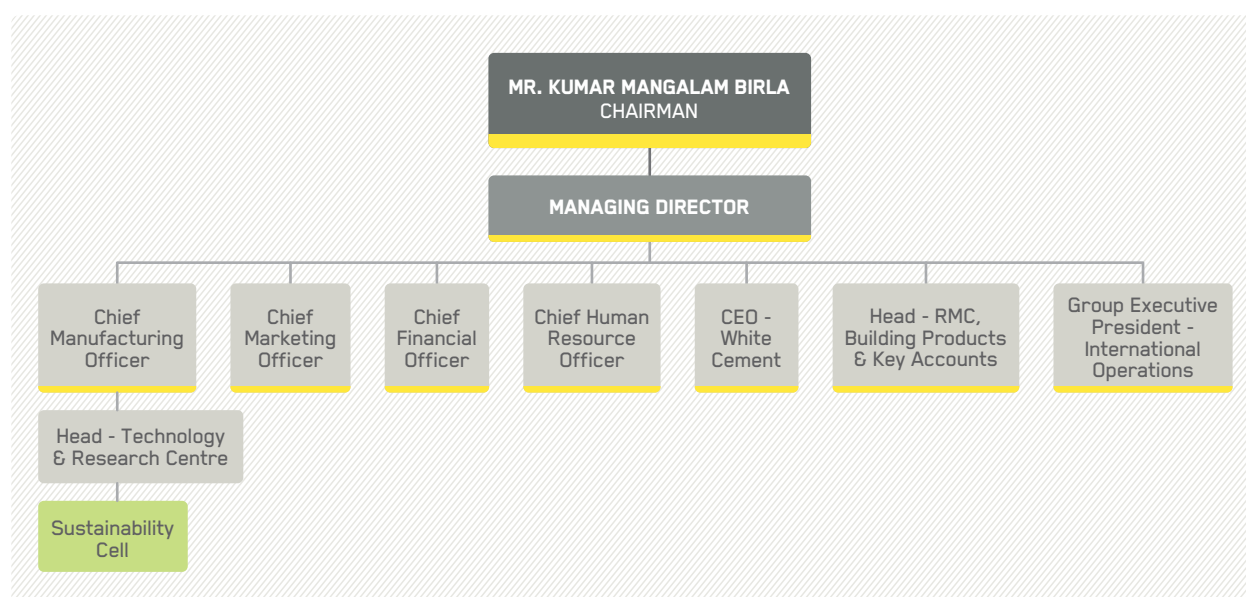 MR. KUMAR MANGALAM BIRLA
CHAIRMAN
MANAGING DIRECTOR
Chief
Manufacturing
Officer
Chief
Marketing
Officer
Chief
Financial
Officer
Chief Human
Resource
Officer
CEO -
White
Cement
Head - RMC,
Building Products
& Key Accounts
Group Executive
President -
International
Operations
Head - Technology
& Research Centre
Sustainability
Cell